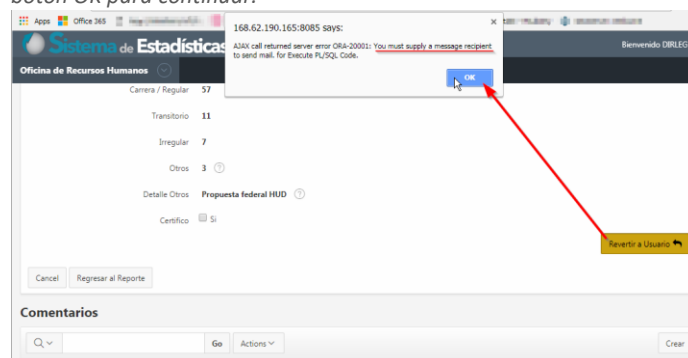 botón OK para continuar.
Apps Office 365
168.62.190.165:8085 says:
AJAX call returned server error ORA-20001: You must supply a message recipient
to send mail. for Execute PL/SQL Code.
OK
Sistema de Estadísticas
Bienvenido DIRLEG
Oficina de Recursos Humanos
Carrera / Regular 57
Transitorio 11
Irregular 7
Otros 3
Detalle Otros Propuesta federal HUD
Certifico Si
Revertir a Usuario
Cancel Regresar al Reporte
Comentarios
Go Actions Crear